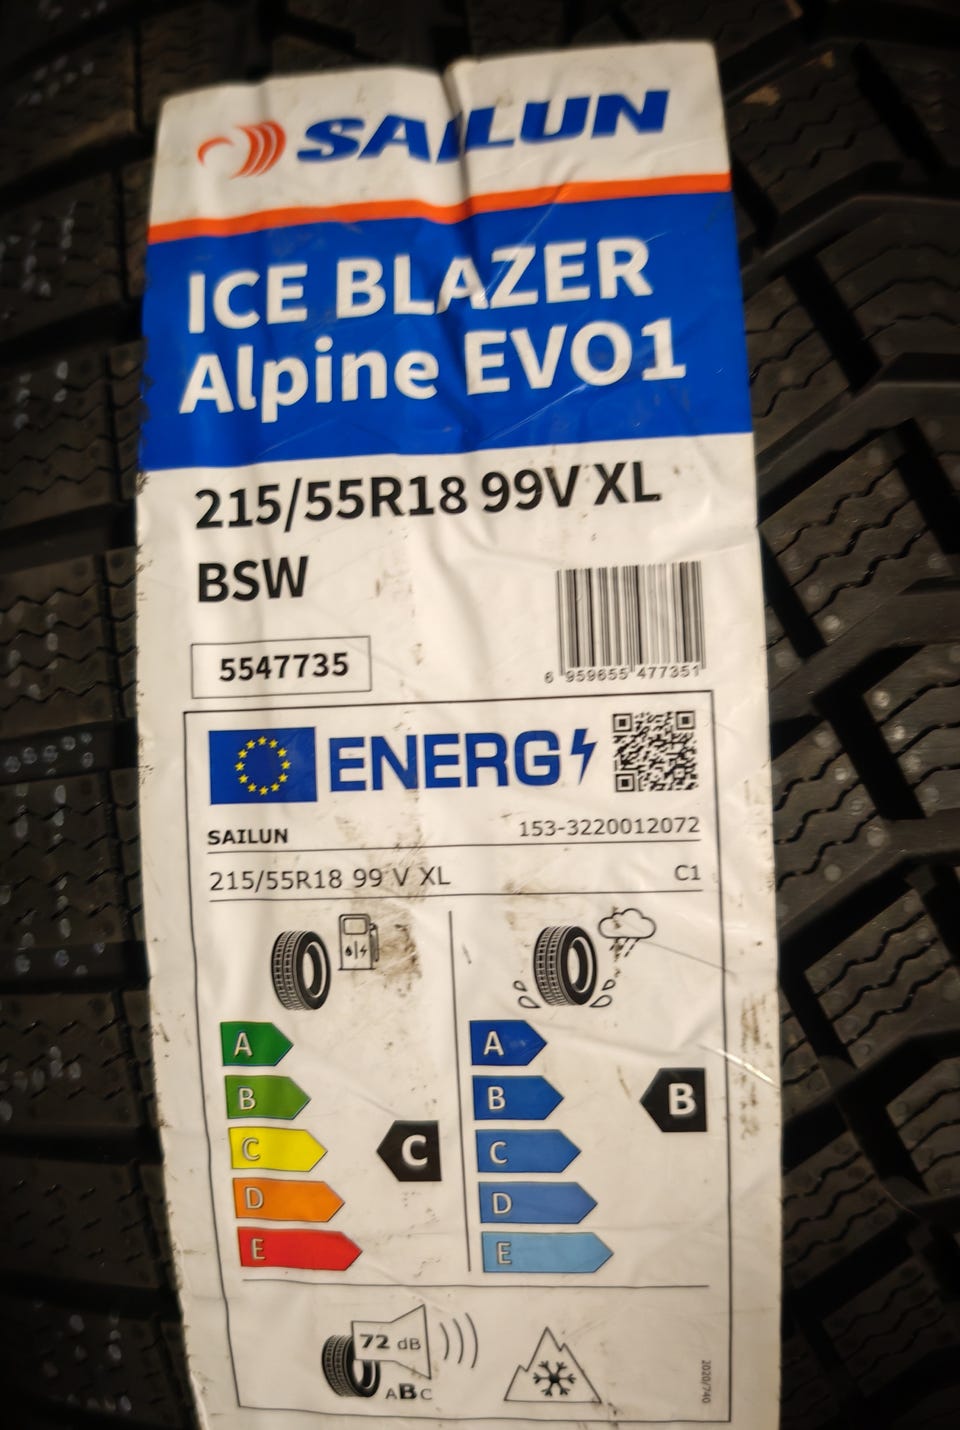 SAILUN
ICE BLAZER
Alpine EVO1
215/55R18 99V XL
BSW
5547735
6 959655 477351
ENERG
SAILUN 153-3220012072
215/55R18 99 V XL C1
A A
B B B
C C C
D D
E E
72 dB
ABC
2020/740